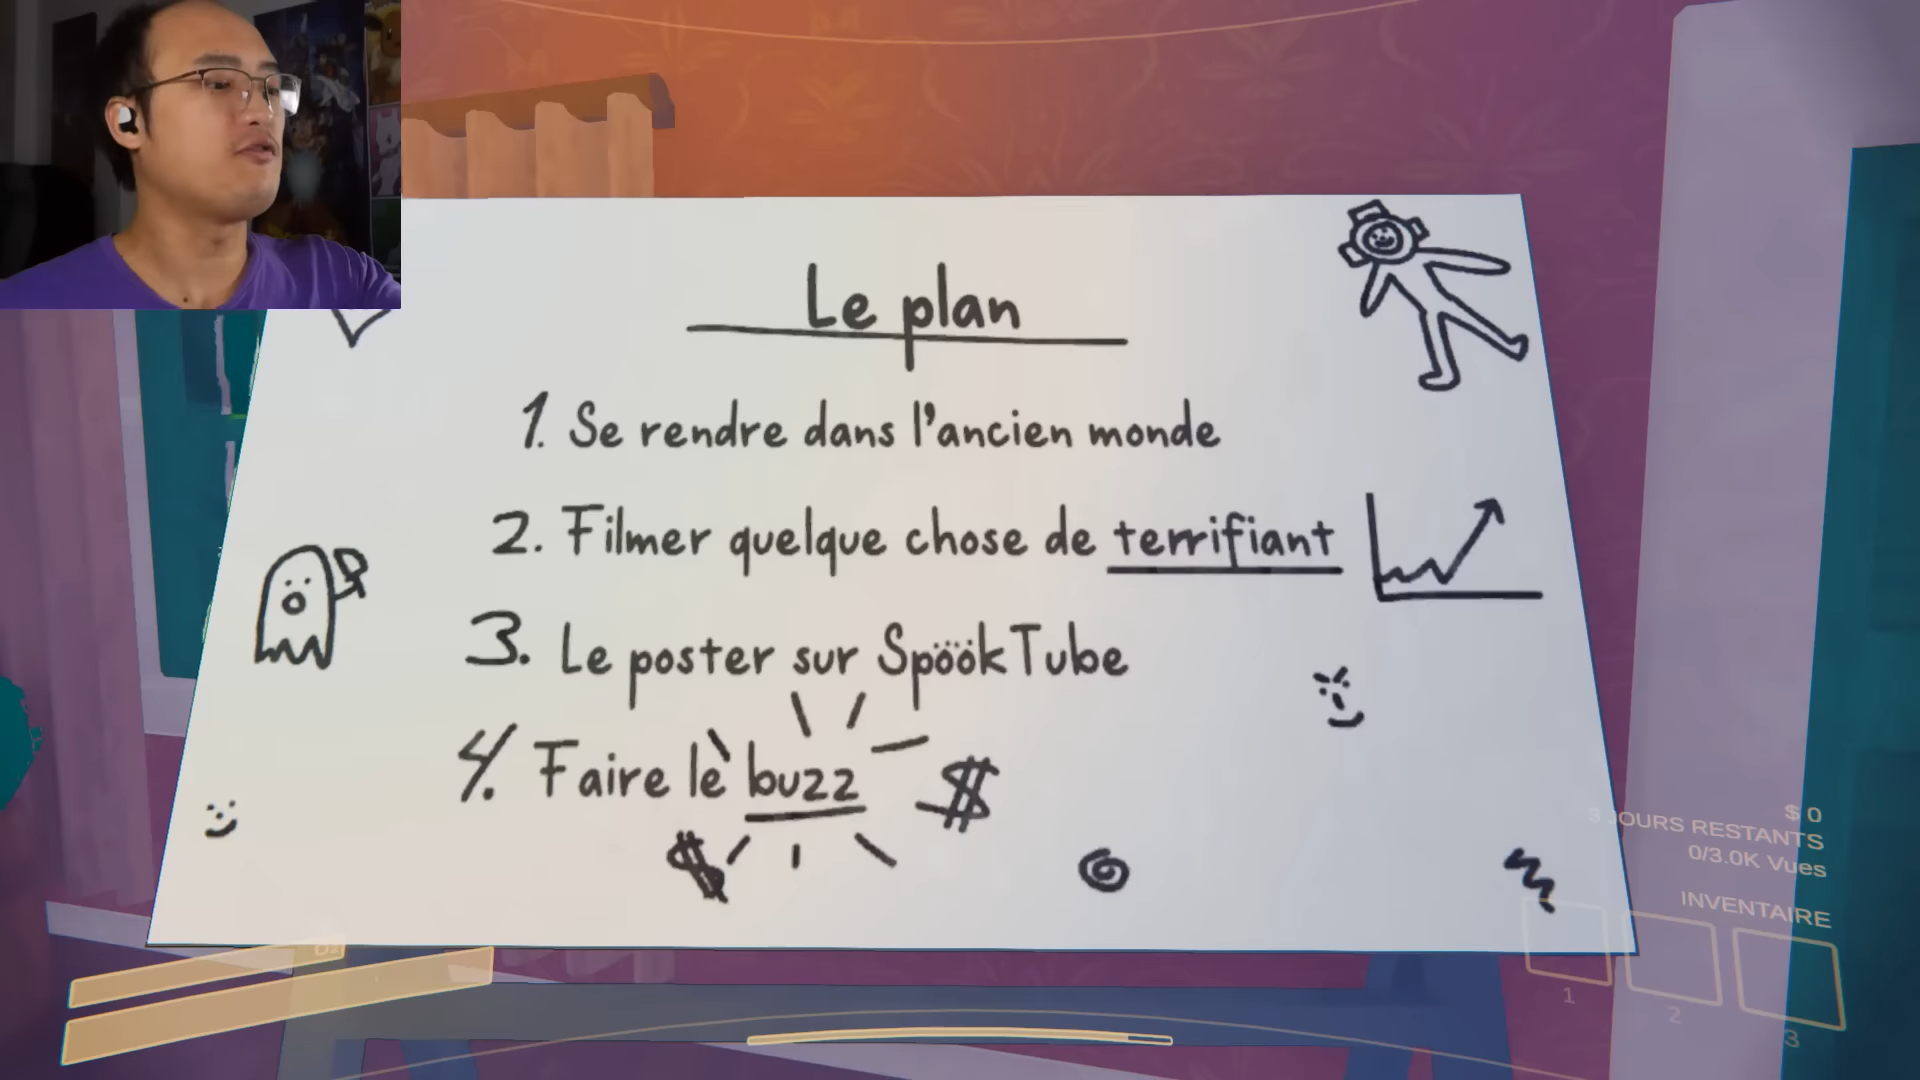 Le plan
1. Se rendre dans l'ancien monde
2. Filmer quelque chose de terrifiant
3. Le poster sur SpöökTube
4. Faire le buzz
$
$
$ 0
3 JOURS RESTANTS
0/3.0K Vues
INVENTAIRE
1
2
3